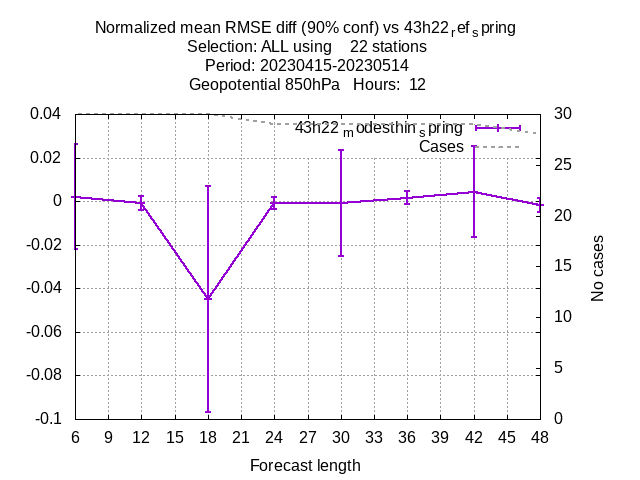 Normalized mean RMSE diff (90% conf) vs 43h22refspring
Selection: ALL using 22 stations
Period: 20230415-20230514
Geopotential 850hPa Hours: 12
43h22modesthinspring
Cases
0.04
0.02
0
-0.02
-0.04
-0.06
-0.08
-0.1
30
25
20
15
10
5
0
No cases
6 9 12 15 18 21 24 27 30 33 36 39 42 45 48
Forecast length